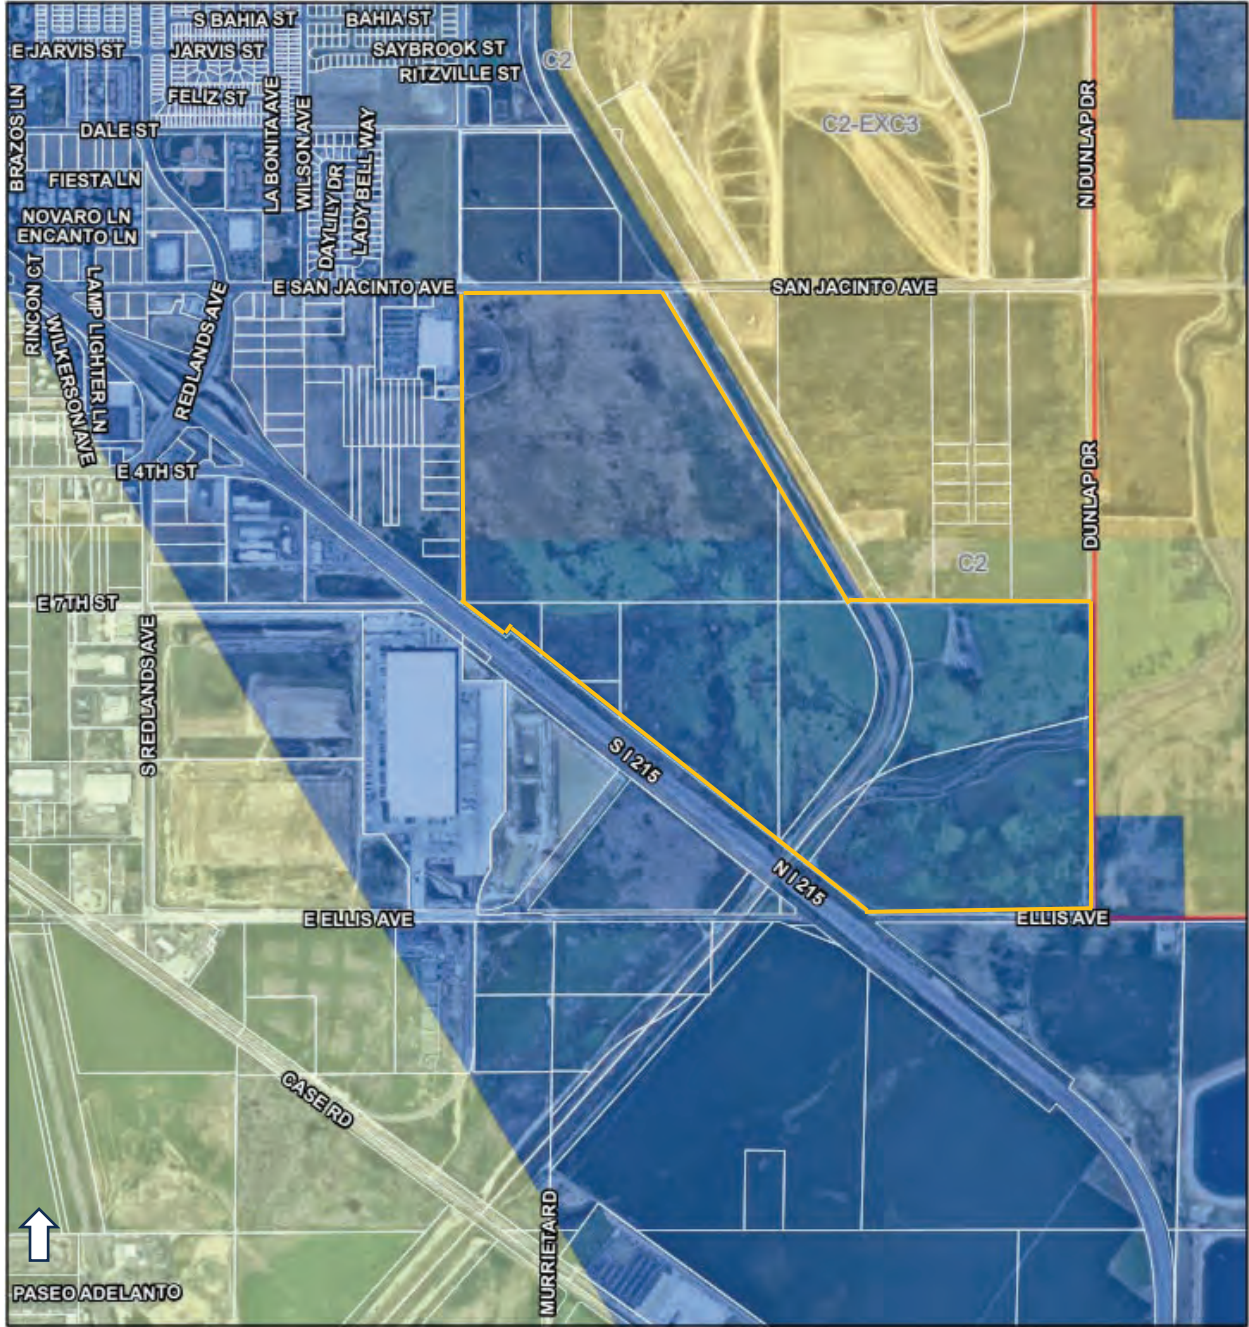 S BAHIA ST
BAHIA ST
E JARVIS ST
JARVIS ST
SAYBROOK ST
C2
RITZVILLE ST
FELIZ ST
BRAZOS LN
LA BONITA AVE
WILSON AVE
N DUNLAP DR
DALE ST
C2-EXC3
LADY BELL WAY
DAYLILY DR
FIESTA LN
NOVARO LN
ENCANTO LN
E SAN JACINTO AVE
SAN JACINTO AVE
RINCON CT
LAMP LIGHTER LN
WILKERSON AVE
REDLANDS AVE
E 4TH ST
DUNLAP DR
C2
E 7TH ST
S REDLANDS AVE
S I 215
N I 215
E ELLIS AVE
ELLIS AVE
CASE RD
MURRIETA RD
PASEO ADELANTO